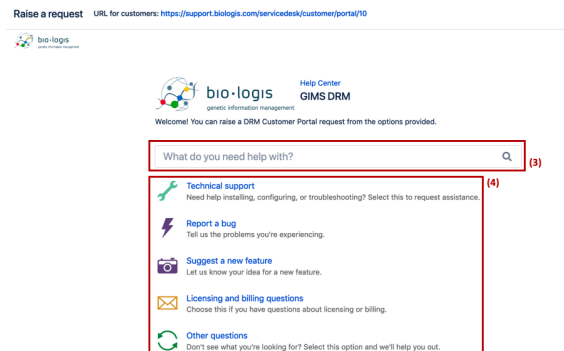 Raise a request URL for customers: https://support.biologis.com/servicedesk/customer/portal/10
bio·logis
genetic information management
Help Center
bio·logis GIMS DRM
genetic information management
Welcome! You can raise a DRM Customer Portal request from the options provided.
What do you need help with?
(3)
(4)
Technical support
Need help installing, configuring, or troubleshooting? Select this to request assistance.
Report a bug
Tell us the problems you're experiencing.
Suggest a new feature
Let us know your idea for a new feature.
Licensing and billing questions
Choose this if you have questions about licensing or billing.
Other questions
Don't see what you're looking for? Select this option and we'll help you out.